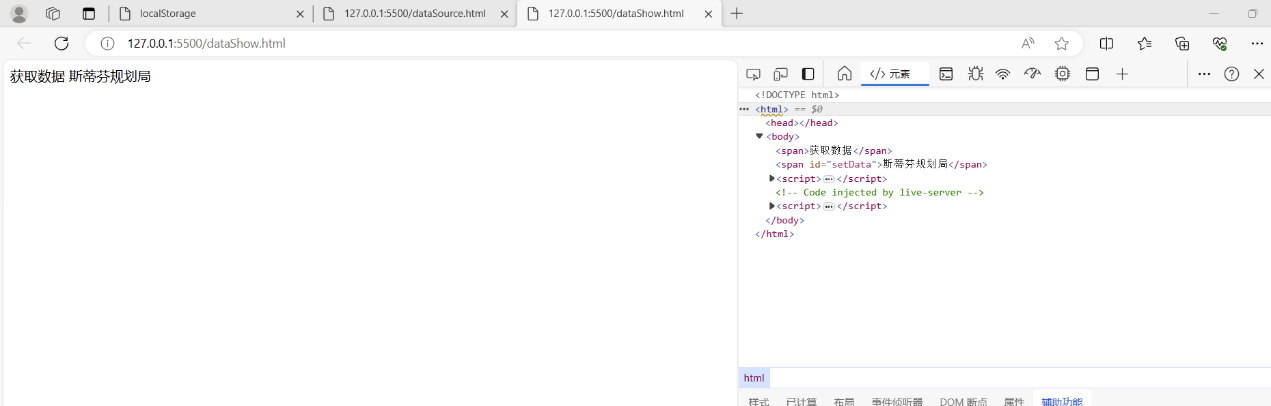 localStorage
127.0.0.1:5500/dataSource.html
127.0.0.1:5500/dataShow.html
127.0.0.1:5500/dataShow.html
获取数据 斯蒂芬规划局
</> 元素
<!DOCTYPE html>
<html> == $0
<head></head>
<body>
<span>获取数据</span>
<span id="setData">斯蒂芬规划局</span>
<script>…</script>
<!-- Code injected by live-server -->
<script>…</script>
</body>
</html>
html
样式 已计算 布局 事件侦听器 DOM 断点 属性 辅助功能